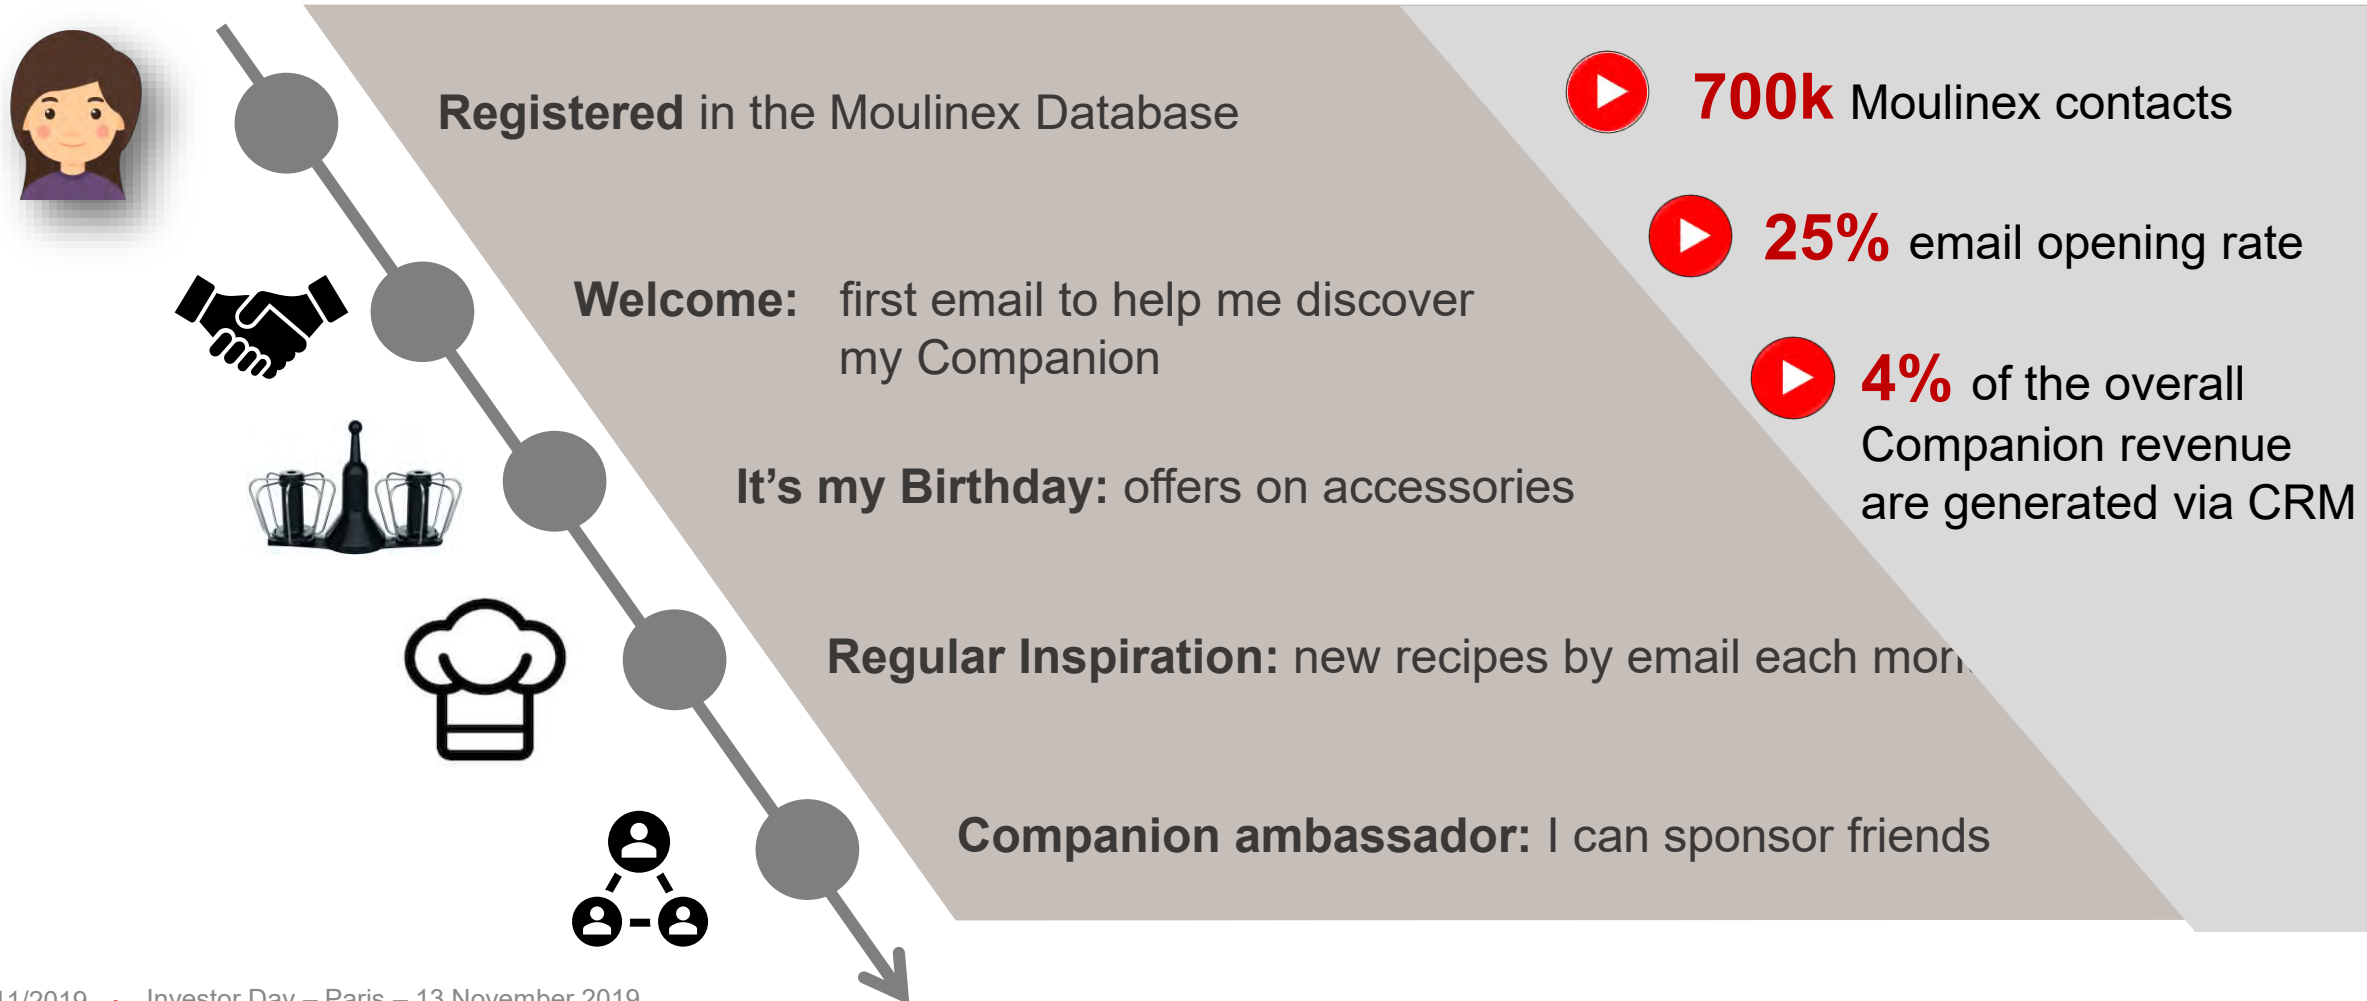 Registered in the Moulinex Database
Welcome: first email to help me discover
my Companion
It's my Birthday: offers on accessories
Regular Inspiration: new recipes by email each
Companion ambassador: I can sponsor friends
700k Moulinex contacts
25% email opening rate
4% of the overall
Companion revenue
are generated via CRM
11/2019 Investor Day – Paris – 13 November 2019